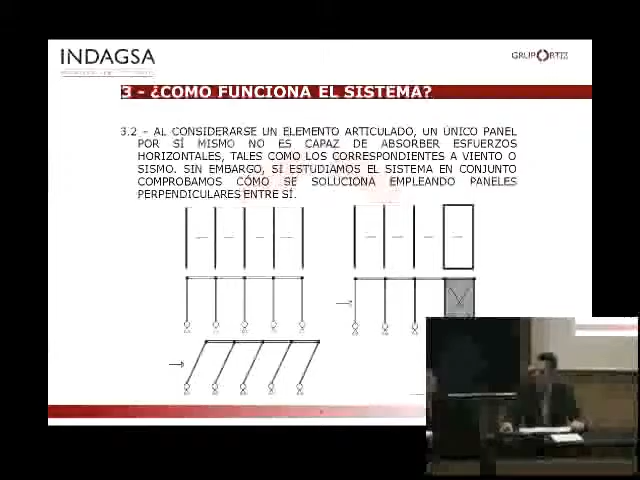 INDAGSA
GRUPO ORTIZ
3 - ¿COMO FUNCIONA EL SISTEMA?
3.2 – AL CONSIDERARSE UN ELEMENTO ARTICULADO, UN ÚNICO PANEL
POR SÍ MISMO NO ES CAPAZ DE ABSORBER ESFUERZOS
HORIZONTALES, TALES COMO LOS CORRESPONDIENTES A VIENTO O
SISMO. SIN EMBARGO, SI ESTUDIAMOS EL SISTEMA EN CONJUNTO
COMPROBAMOS CÓMO SE SOLUCIONA EMPLEANDO PANELES
PERPENDICULARES ENTRE SÍ.